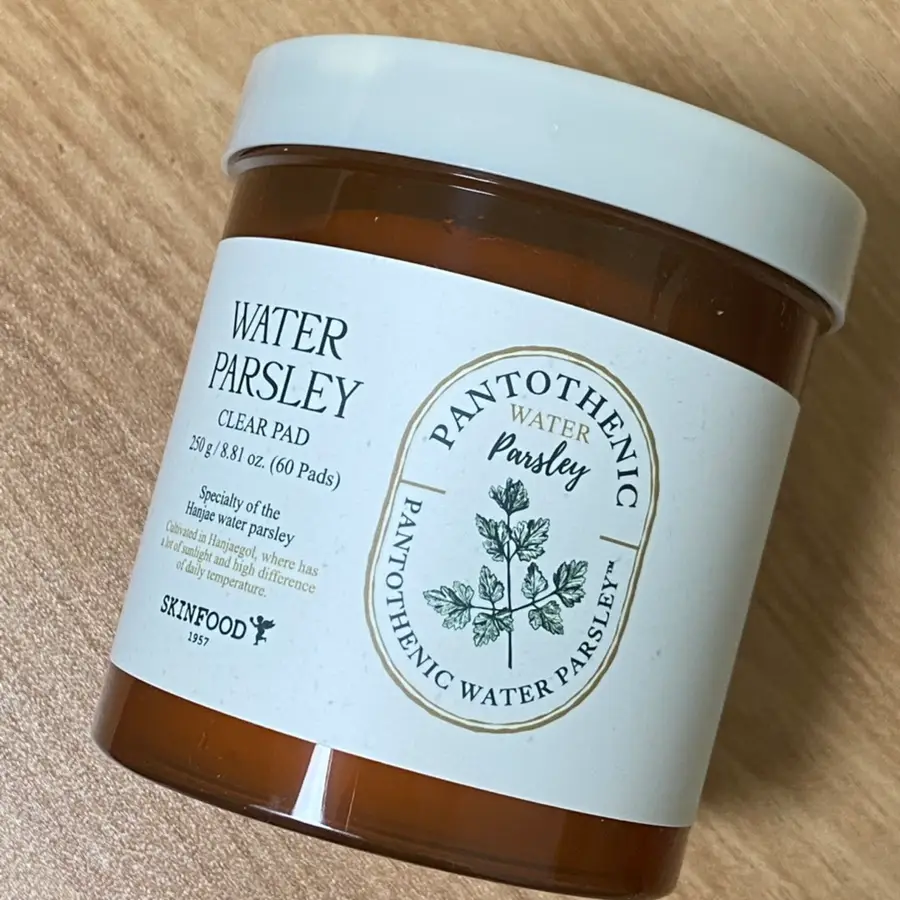 WATER
PARSLEY
CLEAR PAD
250 g / 8.81 oz. (60 Pads)
Specialty of the
Hanjae water parsley
Cultivated in Hanjaegol, where has
a lot of sunlight and high difference
of daily temperature.
SKINFOOD
1957
PANTOTHENIC
WATER
Parsley
PANTOTHENIC WATER PARSLEY™